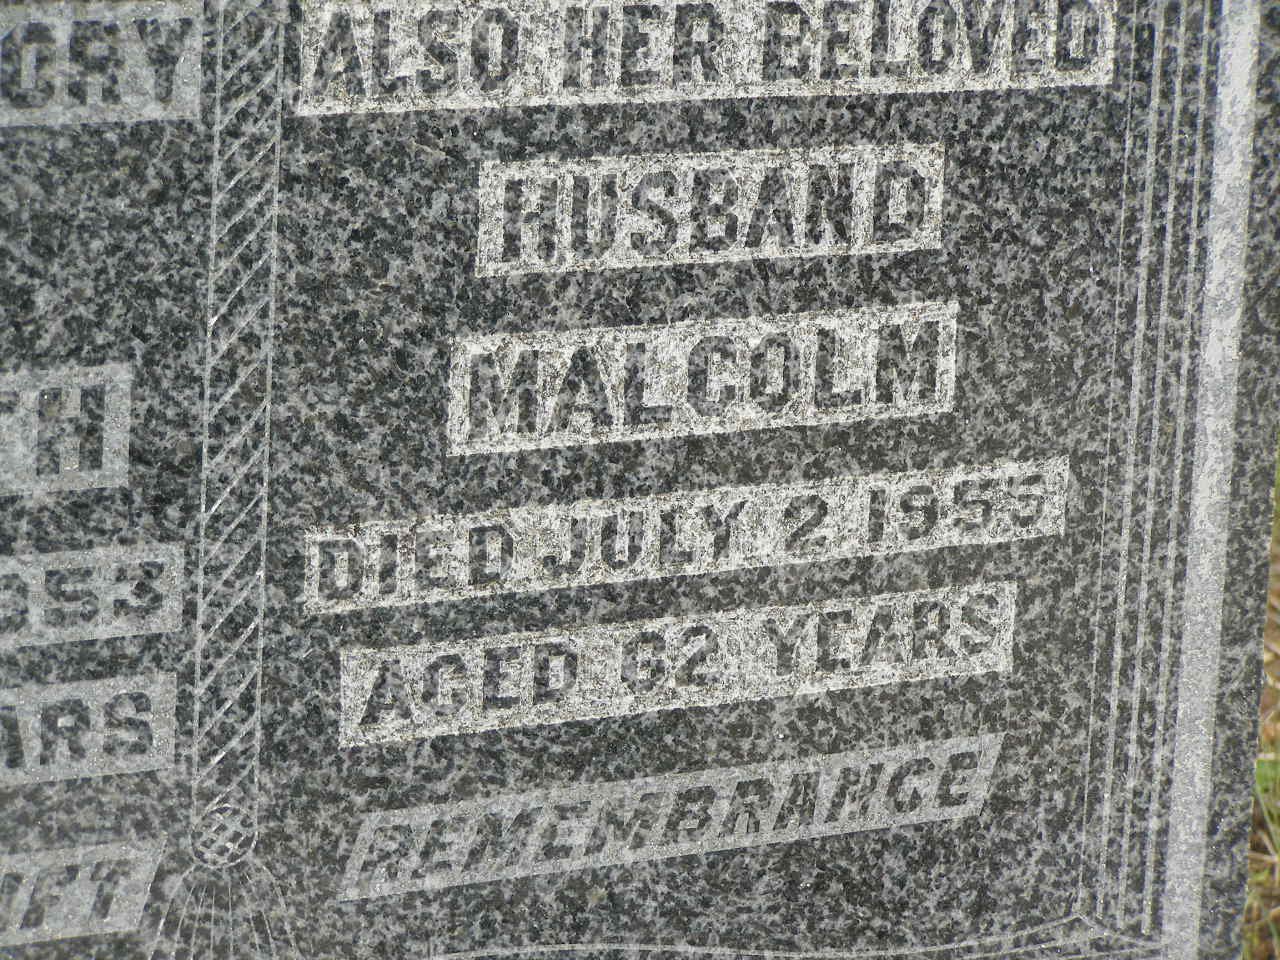 ALSO HER BELOVED
HUSBAND
MALCOLM
DIED JULY 2 1955
AGED 62 YEARS
REMEMBRANCE